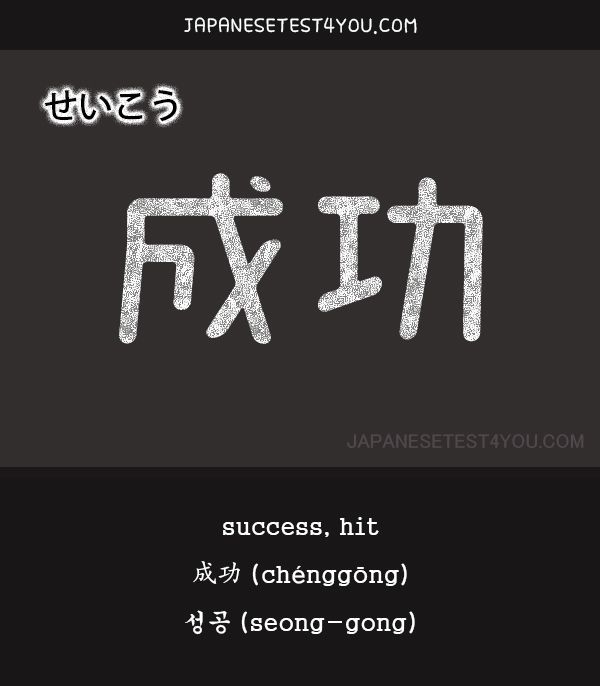 JAPANESETEST4YOU.COM
せいこう
成功
JAPANESETEST4YOU.COM
success, hit
成功 (chénggōng)
성공 (seong-gong)